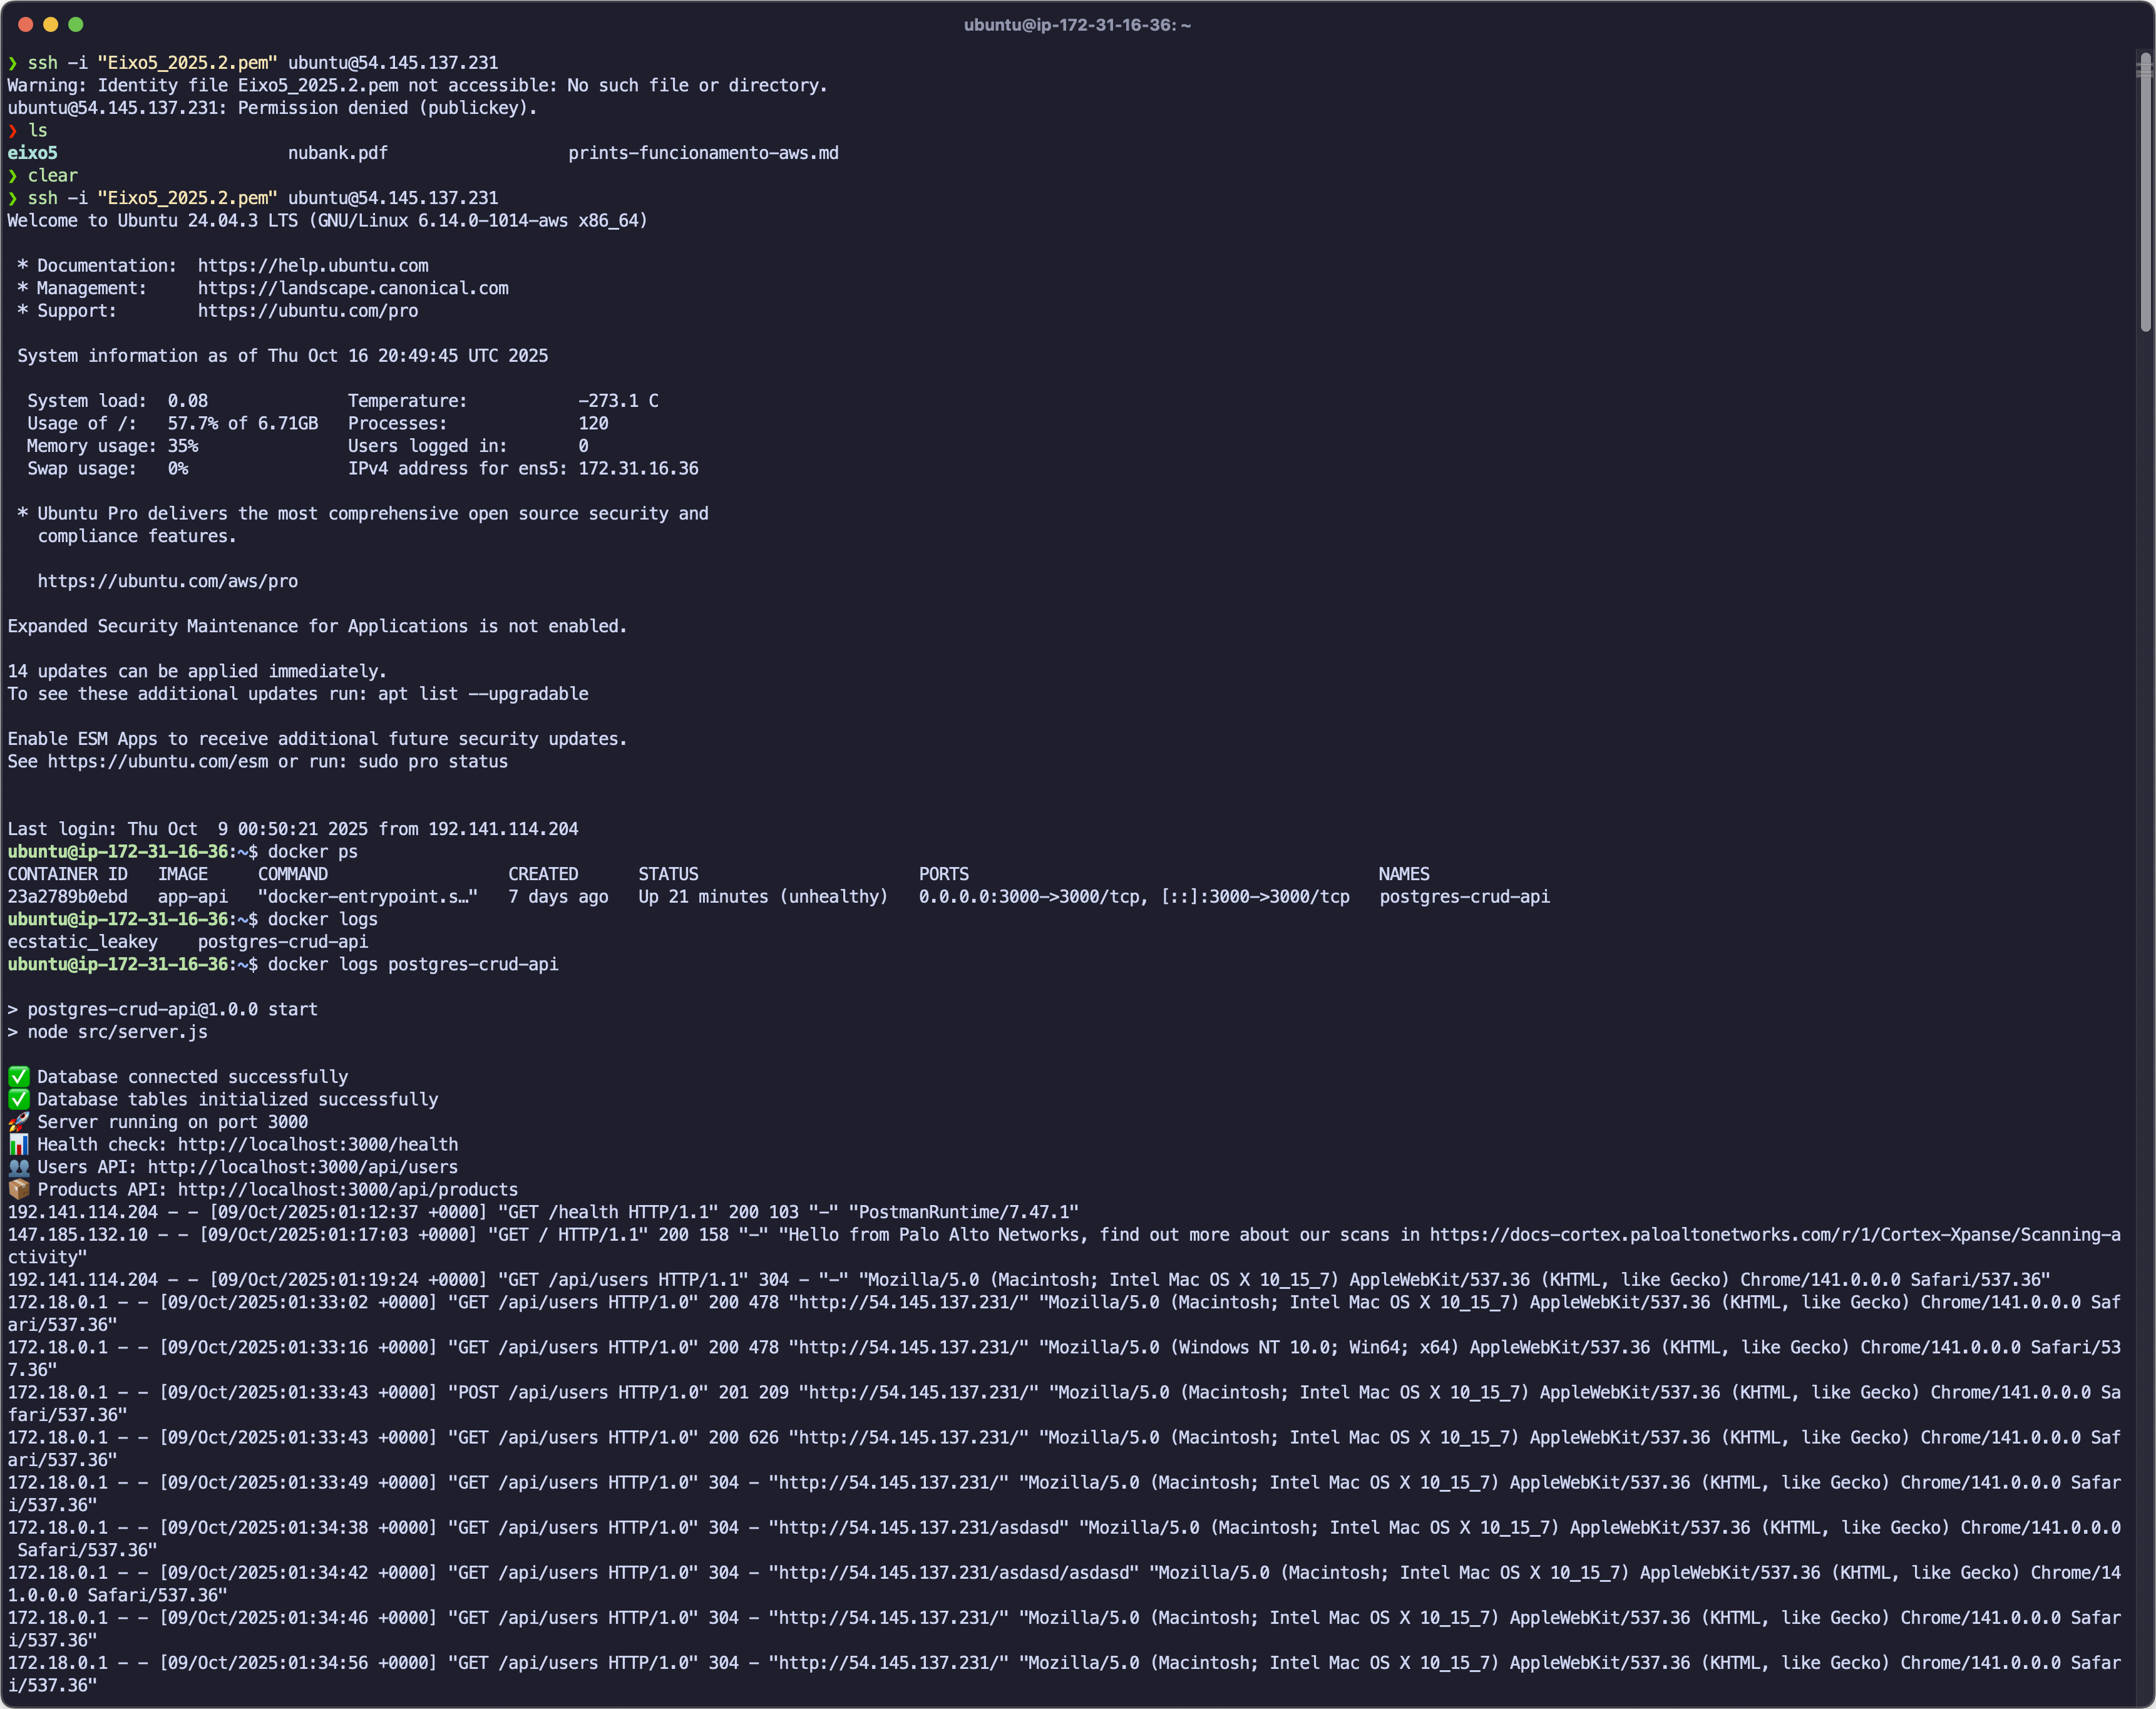 ubuntu@ip-172-31-16-36: ~
❯ ssh -i "Eixo5_2025.2.pem" ubuntu@54.145.137.231
Warning: Identity file Eixo5_2025.2.pem not accessible: No such file or directory.
ubuntu@54.145.137.231: Permission denied (publickey).
❯ ls
eixo5                       nubank.pdf                  prints-funcionamento-aws.md
❯ clear
❯ ssh -i "Eixo5_2025.2.pem" ubuntu@54.145.137.231
Welcome to Ubuntu 24.04.3 LTS (GNU/Linux 6.14.0-1014-aws x86_64)
 * Documentation:  https://help.ubuntu.com
 * Management:     https://landscape.canonical.com
 * Support:        https://ubuntu.com/pro
 System information as of Thu Oct 16 20:49:45 UTC 2025
  System load:  0.08              Temperature:           -273.1 C
  Usage of /:   57.7% of 6.71GB   Processes:             120
  Memory usage: 35%               Users logged in:       0
  Swap usage:   0%                IPv4 address for ens5: 172.31.16.36
 * Ubuntu Pro delivers the most comprehensive open source security and
   compliance features.
   https://ubuntu.com/aws/pro
Expanded Security Maintenance for Applications is not enabled.
14 updates can be applied immediately.
To see these additional updates run: apt list --upgradable
Enable ESM Apps to receive additional future security updates.
See https://ubuntu.com/esm or run: sudo pro status
Last login: Thu Oct  9 00:50:21 2025 from 192.141.114.204
ubuntu@ip-172-31-16-36:~$ docker ps
CONTAINER ID   IMAGE     COMMAND                  CREATED      STATUS                      PORTS                                         NAMES
23a2789b0ebd   app-api   "docker-entrypoint.s…"   7 days ago   Up 21 minutes (unhealthy)   0.0.0.0:3000->3000/tcp, [::]:3000->3000/tcp   postgres-crud-api
ubuntu@ip-172-31-16-36:~$ docker logs
ecstatic_leakey    postgres-crud-api
ubuntu@ip-172-31-16-36:~$ docker logs postgres-crud-api
> postgres-crud-api@1.0.0 start
> node src/server.js
✅ Database connected successfully
✅ Database tables initialized successfully
🚀 Server running on port 3000
📊 Health check: http://localhost:3000/health
👥 Users API: http://localhost:3000/api/users
📦 Products API: http://localhost:3000/api/products
192.141.114.204 - - [09/Oct/2025:01:12:37 +0000] "GET /health HTTP/1.1" 200 103 "-" "PostmanRuntime/7.47.1"
147.185.132.10 - - [09/Oct/2025:01:17:03 +0000] "GET / HTTP/1.1" 200 158 "-" "Hello from Palo Alto Networks, find out more about our scans in https://docs-cortex.paloaltonetworks.com/r/1/Cortex-Xpanse/Scanning-a
ctivity"
192.141.114.204 - - [09/Oct/2025:01:19:24 +0000] "GET /api/users HTTP/1.1" 304 - "-" "Mozilla/5.0 (Macintosh; Intel Mac OS X 10_15_7) AppleWebKit/537.36 (KHTML, like Gecko) Chrome/141.0.0.0 Safari/537.36"
172.18.0.1 - - [09/Oct/2025:01:33:02 +0000] "GET /api/users HTTP/1.0" 200 478 "http://54.145.137.231/" "Mozilla/5.0 (Macintosh; Intel Mac OS X 10_15_7) AppleWebKit/537.36 (KHTML, like Gecko) Chrome/141.0.0.0 Saf
ari/537.36"
172.18.0.1 - - [09/Oct/2025:01:33:16 +0000] "GET /api/users HTTP/1.0" 200 478 "http://54.145.137.231/" "Mozilla/5.0 (Windows NT 10.0; Win64; x64) AppleWebKit/537.36 (KHTML, like Gecko) Chrome/141.0.0.0 Safari/53
7.36"
172.18.0.1 - - [09/Oct/2025:01:33:43 +0000] "POST /api/users HTTP/1.0" 201 209 "http://54.145.137.231/" "Mozilla/5.0 (Macintosh; Intel Mac OS X 10_15_7) AppleWebKit/537.36 (KHTML, like Gecko) Chrome/141.0.0.0 Sa
fari/537.36"
172.18.0.1 - - [09/Oct/2025:01:33:43 +0000] "GET /api/users HTTP/1.0" 200 626 "http://54.145.137.231/" "Mozilla/5.0 (Macintosh; Intel Mac OS X 10_15_7) AppleWebKit/537.36 (KHTML, like Gecko) Chrome/141.0.0.0 Saf
ari/537.36"
172.18.0.1 - - [09/Oct/2025:01:33:49 +0000] "GET /api/users HTTP/1.0" 304 - "http://54.145.137.231/" "Mozilla/5.0 (Macintosh; Intel Mac OS X 10_15_7) AppleWebKit/537.36 (KHTML, like Gecko) Chrome/141.0.0.0 Safar
i/537.36"
172.18.0.1 - - [09/Oct/2025:01:34:38 +0000] "GET /api/users HTTP/1.0" 304 - "http://54.145.137.231/asdasd" "Mozilla/5.0 (Macintosh; Intel Mac OS X 10_15_7) AppleWebKit/537.36 (KHTML, like Gecko) Chrome/141.0.0.0
 Safari/537.36"
172.18.0.1 - - [09/Oct/2025:01:34:42 +0000] "GET /api/users HTTP/1.0" 304 - "http://54.145.137.231/asdasd/asdasd" "Mozilla/5.0 (Macintosh; Intel Mac OS X 10_15_7) AppleWebKit/537.36 (KHTML, like Gecko) Chrome/14
1.0.0.0 Safari/537.36"
172.18.0.1 - - [09/Oct/2025:01:34:46 +0000] "GET /api/users HTTP/1.0" 304 - "http://54.145.137.231/" "Mozilla/5.0 (Macintosh; Intel Mac OS X 10_15_7) AppleWebKit/537.36 (KHTML, like Gecko) Chrome/141.0.0.0 Safar
i/537.36"
172.18.0.1 - - [09/Oct/2025:01:34:56 +0000] "GET /api/users HTTP/1.0" 304 - "http://54.145.137.231/" "Mozilla/5.0 (Macintosh; Intel Mac OS X 10_15_7) AppleWebKit/537.36 (KHTML, like Gecko) Chrome/141.0.0.0 Safar
i/537.36"